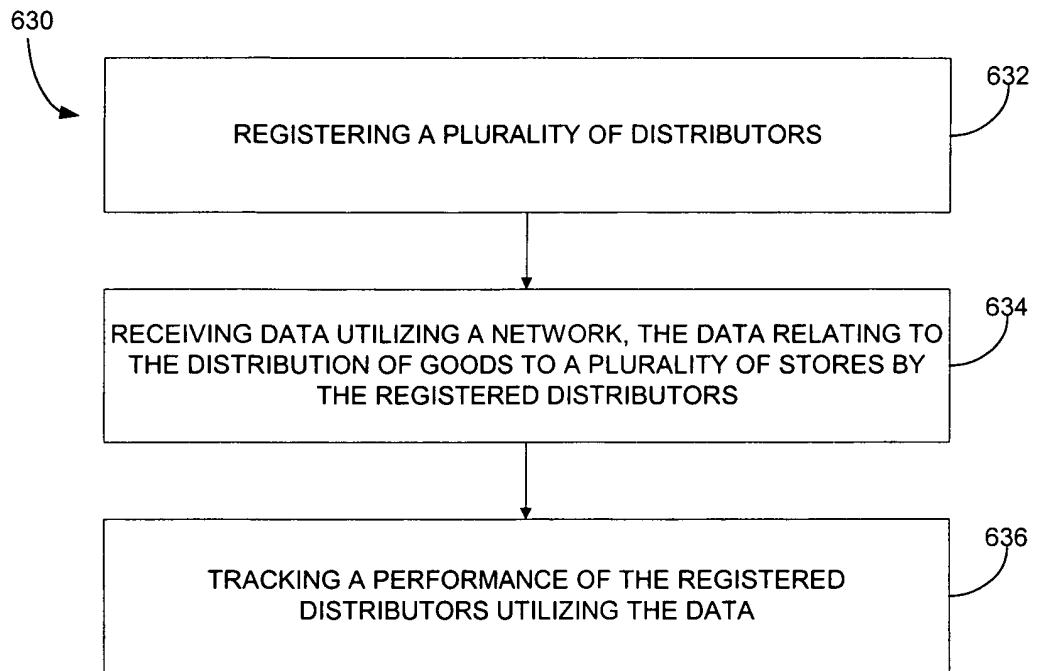 630
632
REGISTERING A PLURALITY OF DISTRIBUTORS
634
RECEIVING DATA UTILIZING A NETWORK, THE DATA RELATING TO
THE DISTRIBUTION OF GOODS TO A PLURALITY OF STORES BY
THE REGISTERED DISTRIBUTORS
636
TRACKING A PERFORMANCE OF THE REGISTERED
DISTRIBUTORS UTILIZING THE DATA